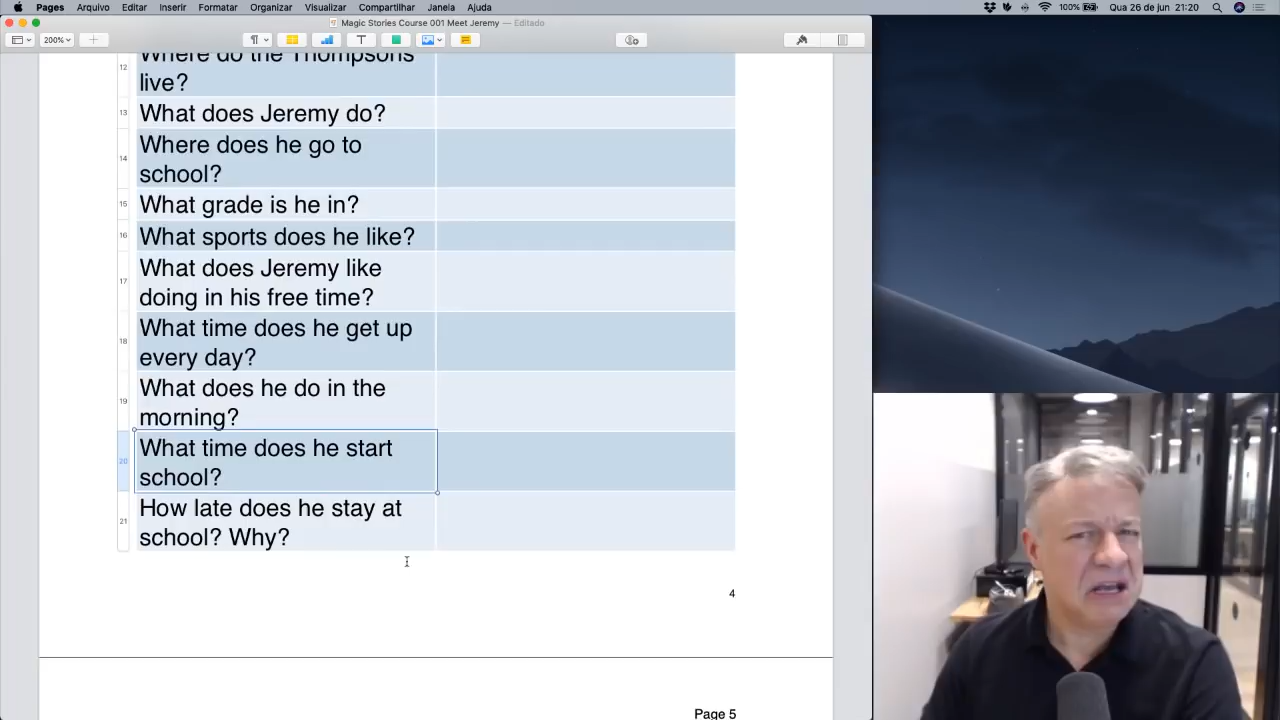 Pages Arquivo Editar Inserir Formatar Organizar Visualizar Compartilhar Janela Ajuda 100% Qua 26 de jun 21:20
Magic Stories Course 001 Meet Jeremy — Editado
200%
12 Where do the Thompsons
live?
13 What does Jeremy do?
14 Where does he go to
school?
15 What grade is he in?
16 What sports does he like?
17 What does Jeremy like
doing in his free time?
18 What time does he get up
every day?
19 What does he do in the
morning?
20 What time does he start
school?
21 How late does he stay at
school? Why?
4
Page 5